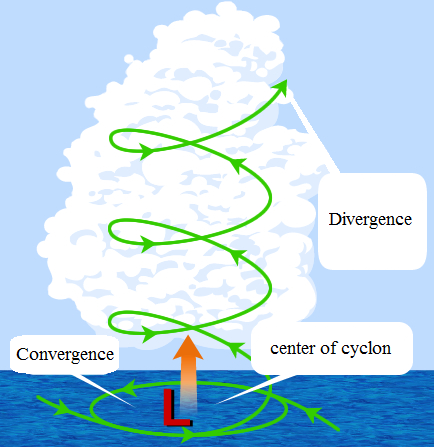 Divergence
center of cyclon
Convergence
L